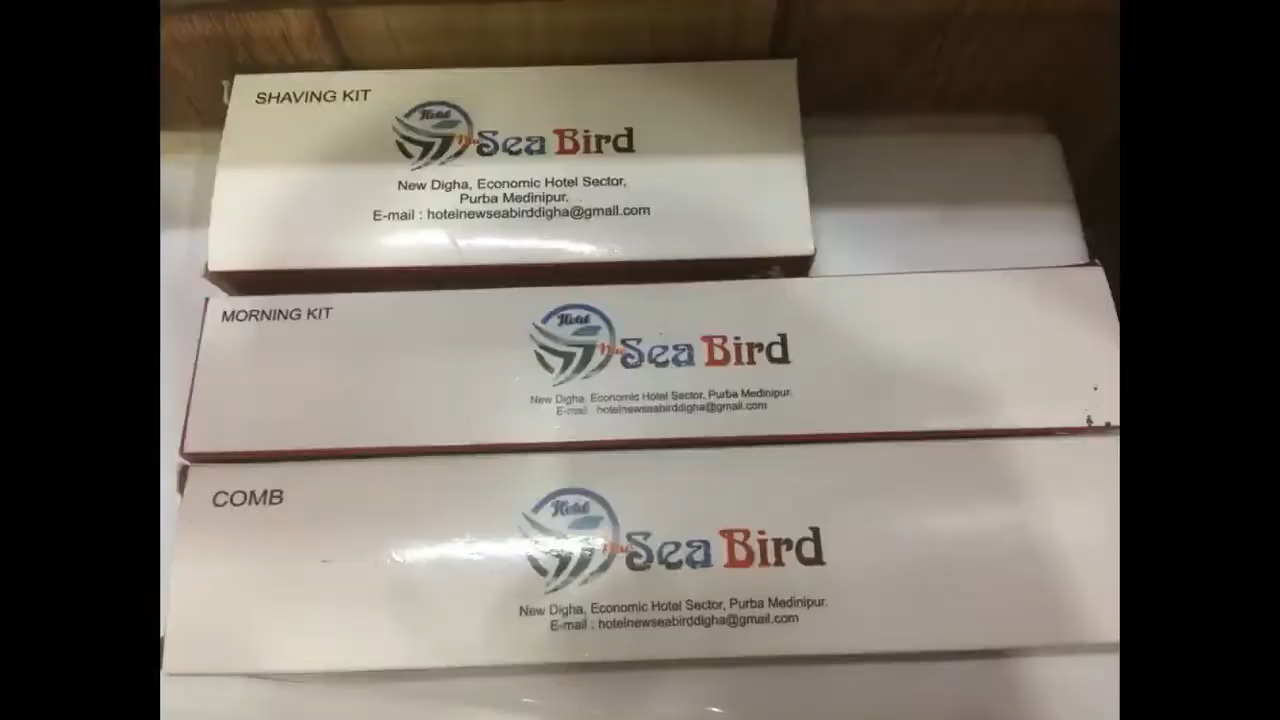 SHAVING KIT
Hotel
New Sea Bird
New Digha, Economic Hotel Sector,
Purba Medinipur.
E-mail : hotelnewseabirddigha@gmail.com
MORNING KIT
Hotel
New Sea Bird
New Digha, Economic Hotel Sector, Purba Medinipur.
E-mail : hotelnewseabirddigha@gmail.com
COMB
Hotel
New Sea Bird
New Digha, Economic Hotel Sector, Purba Medinipur.
E-mail : hotelnewseabirddigha@gmail.com